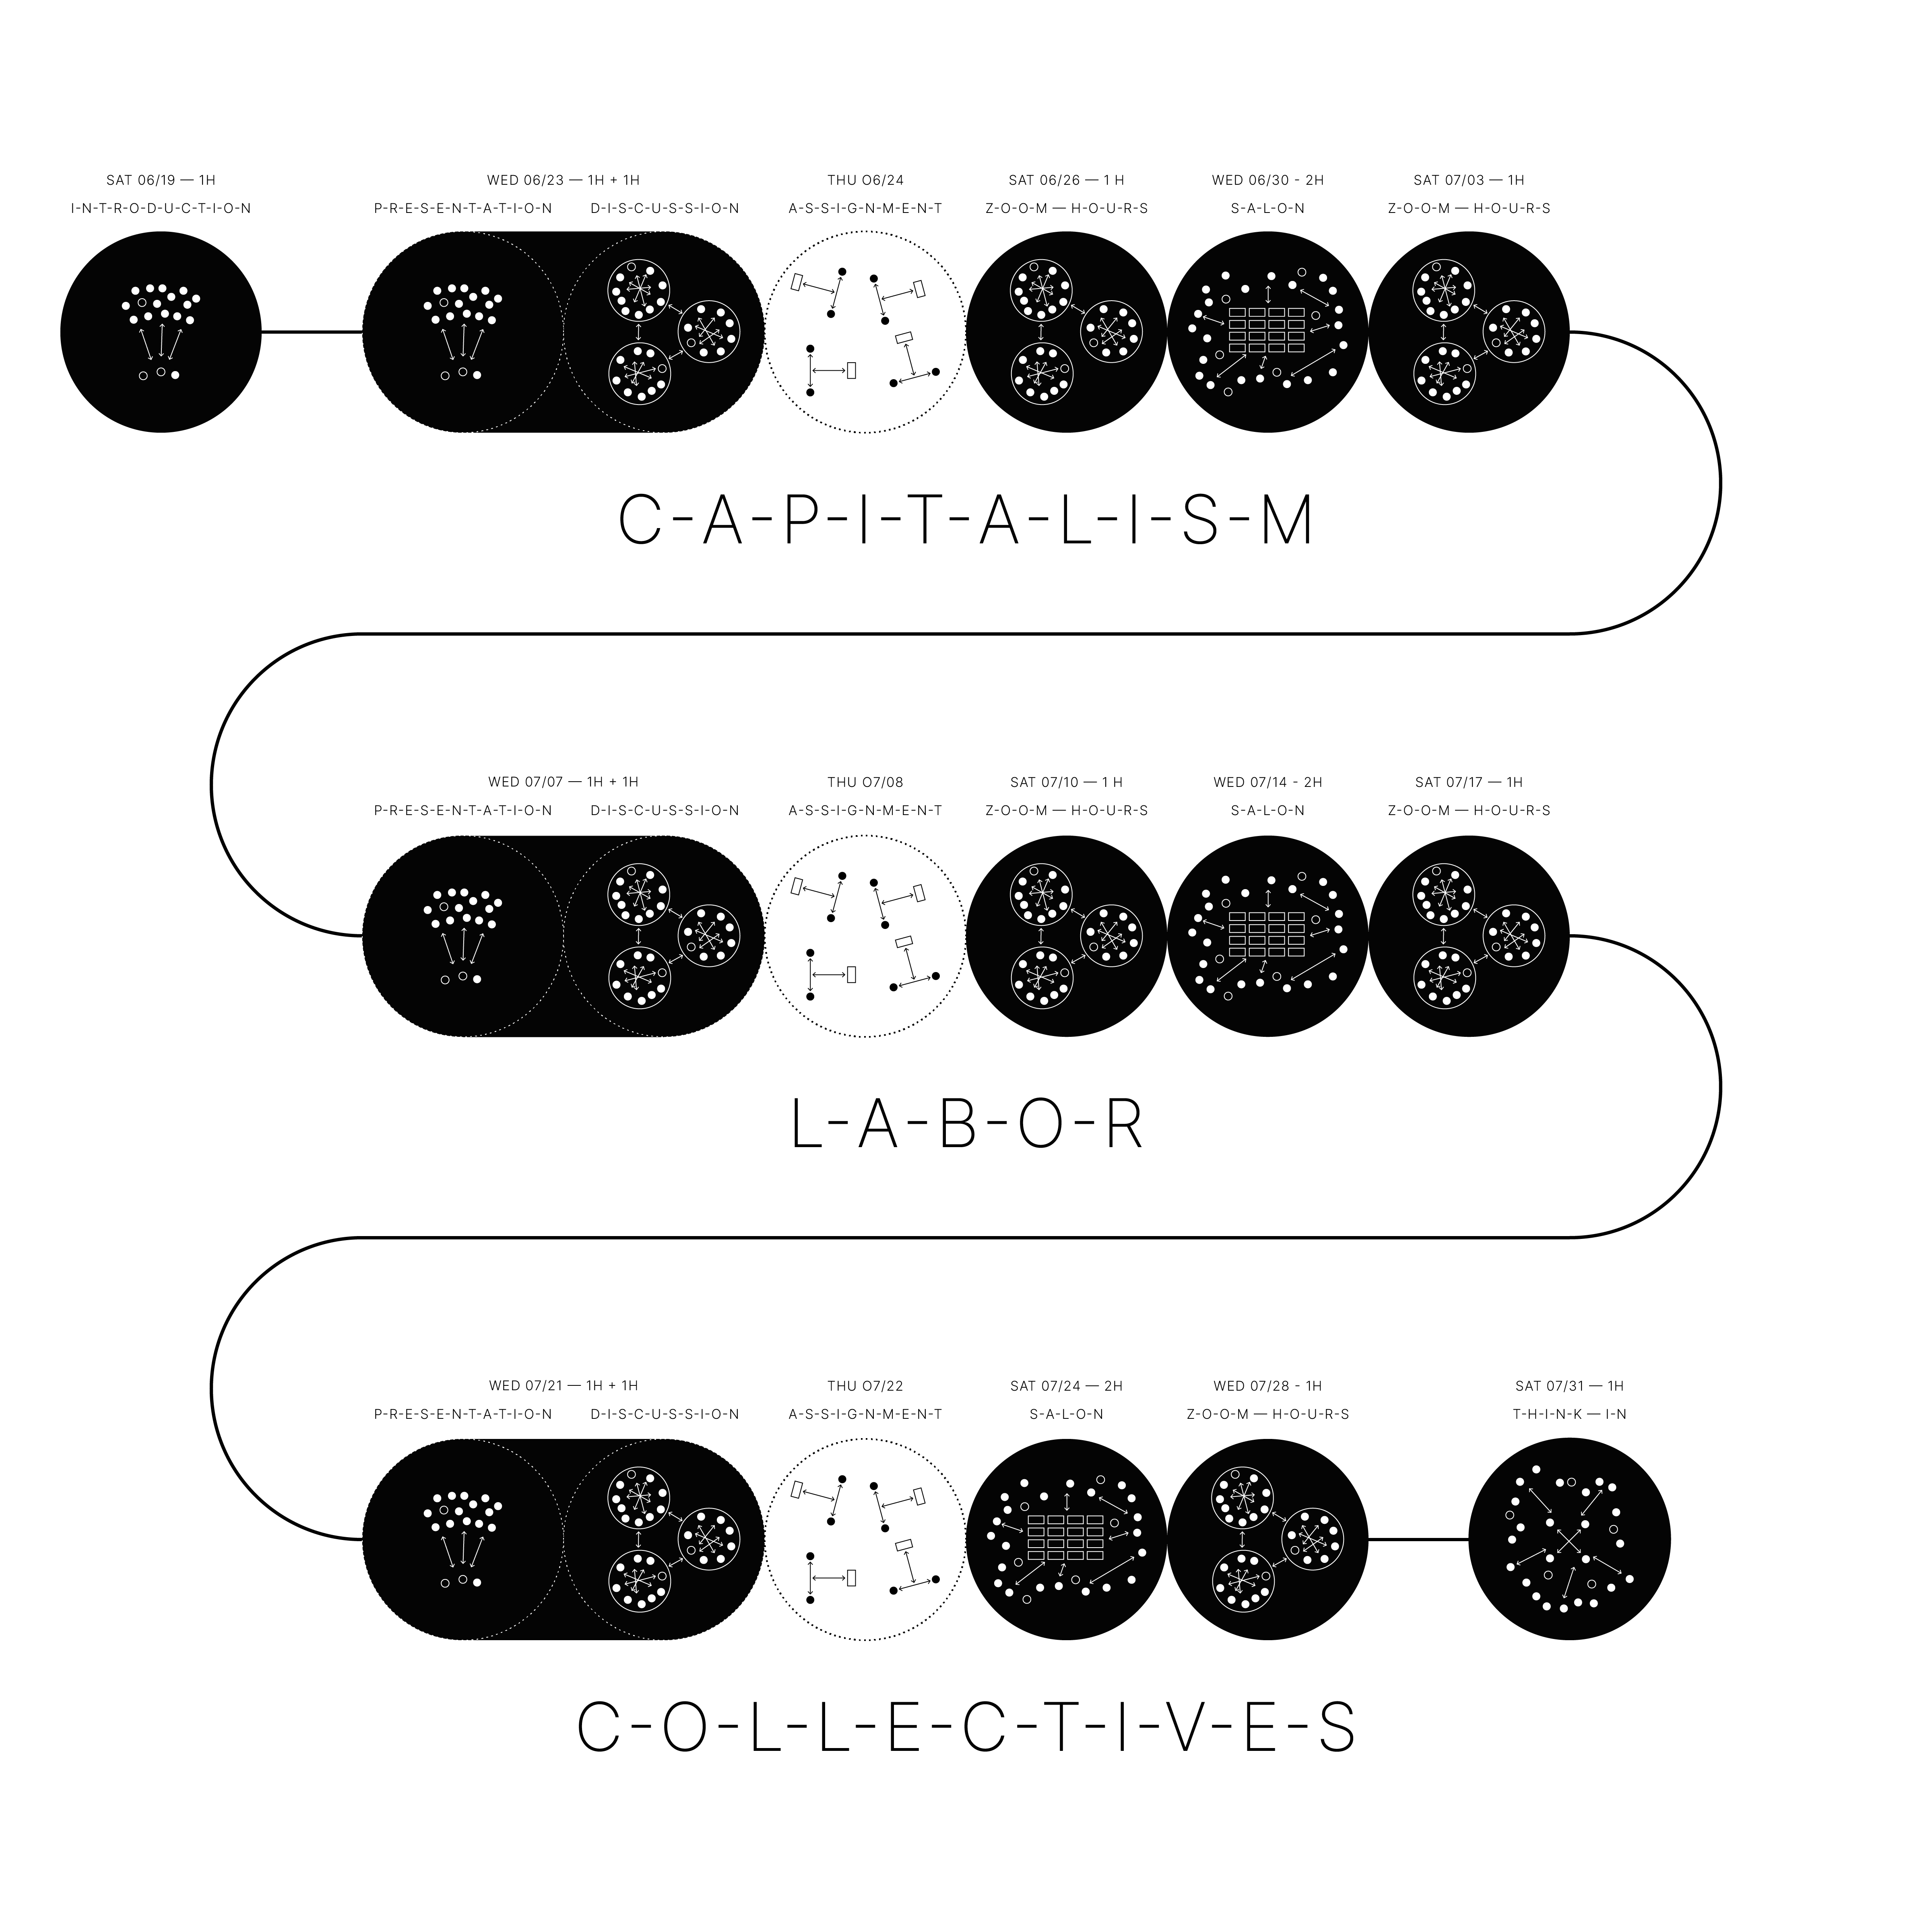 SAT 06/19 — 1H
I-N-T-R-O-D-U-C-T-I-O-N
WED 06/23 — 1H + 1H
P-R-E-S-E-N-T-A-T-I-O-N
D-I-S-C-U-S-S-I-O-N
THU O6/24
A-S-S-I-G-N-M-E-N-T
SAT 06/26 — 1 H
Z-O-O-M — H-O-U-R-S
WED 06/30 - 2H
S-A-L-O-N
SAT 07/03 — 1H
Z-O-O-M — H-O-U-R-S
C-A-P-I-T-A-L-I-S-M
WED 07/07 — 1H + 1H
P-R-E-S-E-N-T-A-T-I-O-N
D-I-S-C-U-S-S-I-O-N
THU O7/08
A-S-S-I-G-N-M-E-N-T
SAT 07/10 — 1 H
Z-O-O-M — H-O-U-R-S
WED 07/14 - 2H
S-A-L-O-N
SAT 07/17 — 1H
Z-O-O-M — H-O-U-R-S
L-A-B-O-R
WED 07/21 — 1H + 1H
P-R-E-S-E-N-T-A-T-I-O-N
D-I-S-C-U-S-S-I-O-N
THU O7/22
A-S-S-I-G-N-M-E-N-T
SAT 07/24 — 2H
S-A-L-O-N
WED 07/28 - 1H
Z-O-O-M — H-O-U-R-S
SAT 07/31 — 1H
T-H-I-N-K — I-N
C-O-L-L-E-C-T-I-V-E-S